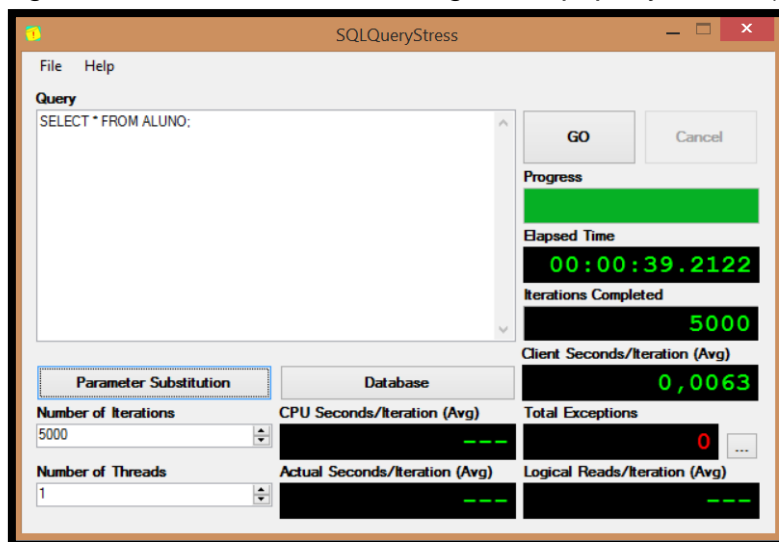 SQLQueryStress
File Help
Query
SELECT * FROM ALUNO;
GO Cancel
Progress
Elapsed Time
00:00:39.2122
Iterations Completed
5000
Client Seconds/Iteration (Avg)
0,0063
Parameter Substitution Database
Number of Iterations CPU Seconds/Iteration (Avg) Total Exceptions
5000 --- 0 ...
Number of Threads Actual Seconds/Iteration (Avg) Logical Reads/Iteration (Avg)
1 --- ---